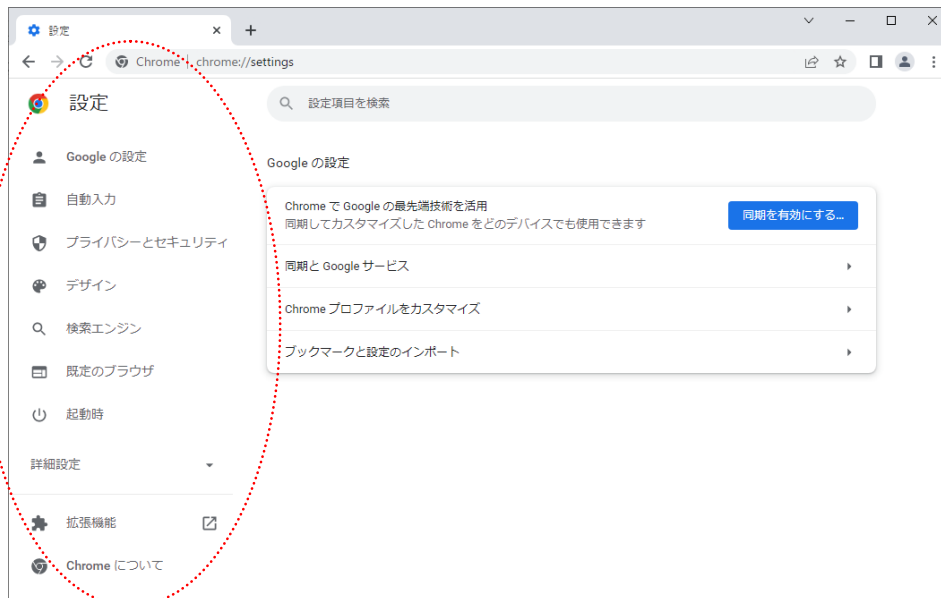 設定
Chrome | chrome://settings
設定
設定項目を検索
Google の設定
自動入力
プライバシーとセキュリティ
デザイン
検索エンジン
既定のブラウザ
起動時
詳細設定
拡張機能
Chrome について
Google の設定
Chrome で Google の最先端技術を活用
同期してカスタマイズした Chrome をどのデバイスでも使用できます
同期を有効にする...
同期と Google サービス
Chrome プロファイルをカスタマイズ
ブックマークと設定のインポート